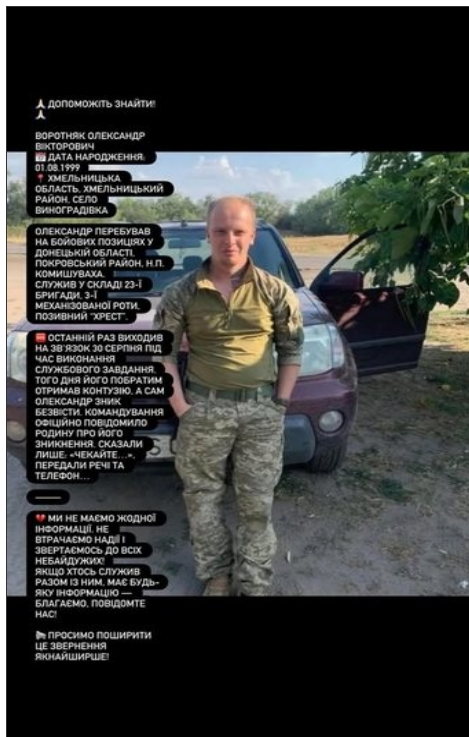 🙏 ДОПОМОЖІТЬ ЗНАЙТИ!
🙏
ВОРОТНЯК ОЛЕКСАНДР
ВІКТОРОВИЧ
📅 ДАТА НАРОДЖЕННЯ:
01.08.1999
📍 ХМЕЛЬНИЦЬКА
ОБЛАСТЬ, ХМЕЛЬНИЦЬКИЙ
РАЙОН, СЕЛО
ВИНОГРАДІВКА
ОЛЕКСАНДР ПЕРЕБУВАВ
НА БОЙОВИХ ПОЗИЦІЯХ У
ДОНЕЦЬКІЙ ОБЛАСТІ,
ПОКРОВСЬКИЙ РАЙОН, Н.П.
КОМИШУВАХА.
СЛУЖИВ У СКЛАДІ 23-Ї
БРИГАДИ, 3-Ї
МЕХАНІЗОВАНОЇ РОТИ,
ПОЗИВНИЙ "ХРЕСТ".
⛔ ОСТАННІЙ РАЗ ВИХОДИВ
НА ЗВ'ЯЗОК 30 СЕРПНЯ ПІД
ЧАС ВИКОНАННЯ
СЛУЖБОВОГО ЗАВДАННЯ.
ТОГО ДНЯ ЙОГО ПОБРАТИМ
ОТРИМАВ КОНТУЗІЮ, А САМ
ОЛЕКСАНДР ЗНИК
БЕЗВІСТИ. КОМАНДУВАННЯ
ОФІЦІЙНО ПОВІДОМИЛО
РОДИНУ ПРО ЙОГО
ЗНИКНЕННЯ. СКАЗАЛИ
ЛИШЕ: «ЧЕКАЙТЕ…»,
ПЕРЕДАЛИ РЕЧІ ТА
ТЕЛЕФОН…
⸻
💔 МИ НЕ МАЄМО ЖОДНОЇ
ІНФОРМАЦІЇ. НЕ
ВТРАЧАЄМО НАДІЇ І
ЗВЕРТАЄМОСЬ ДО ВСІХ
НЕБАЙДУЖИХ!
ЯКЩО ХТОСЬ СЛУЖИВ
РАЗОМ ІЗ НИМ, МАЄ БУДЬ-
ЯКУ ІНФОРМАЦІЮ —
БЛАГАЄМО, ПОВІДОМТЕ
НАС!
📢 ПРОСИМО ПОШИРИТИ
ЦЕ ЗВЕРНЕННЯ
ЯКНАЙШИРШЕ!